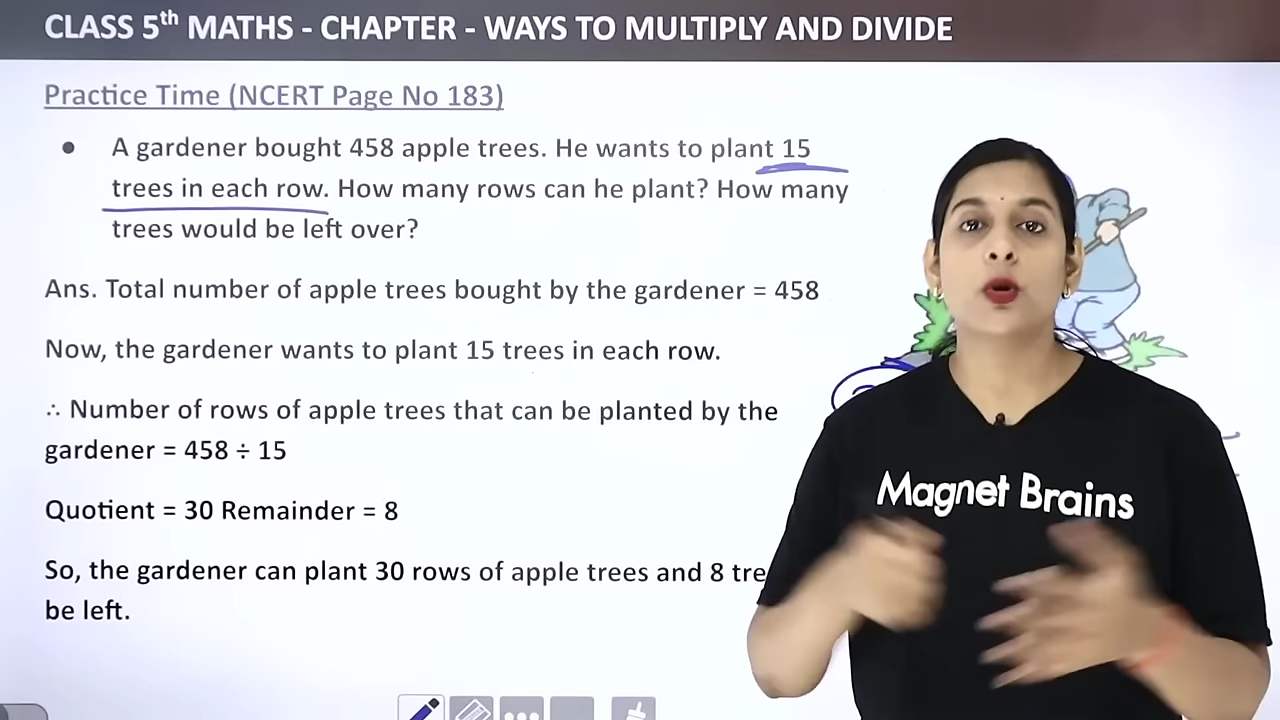 CLASS 5th MATHS - CHAPTER - WAYS TO MULTIPLY AND DIVIDE
Practice Time (NCERT Page No 183)
● A gardener bought 458 apple trees. He wants to plant 15
trees in each row. How many rows can he plant? How many
trees would be left over?
Ans. Total number of apple trees bought by the gardener = 458
Now, the gardener wants to plant 15 trees in each row.
∴ Number of rows of apple trees that can be planted by the
gardener = 458 ÷ 15
Quotient = 30 Remainder = 8
So, the gardener can plant 30 rows of apple trees and 8
be left.
Magnet Brains